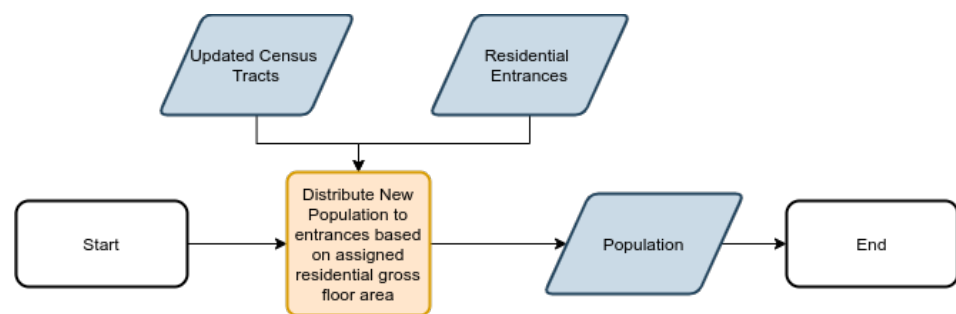 Updated Census
Tracts
Residential
Entrances
Start
Distribute New
Population to
entrances based
on assigned
residential gross
floor area
Population
End